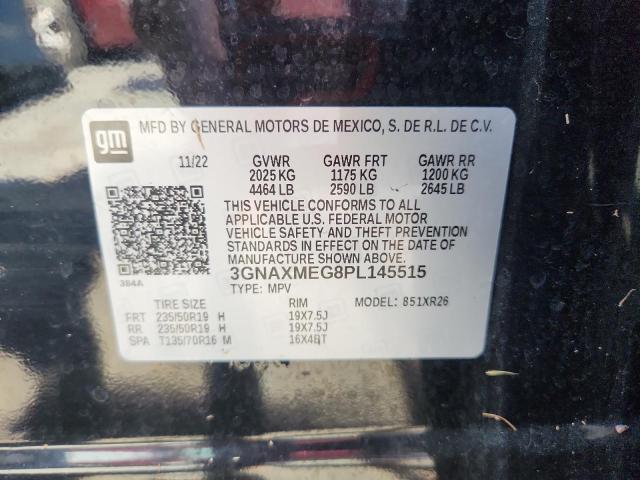 gm
MFD BY GENERAL MOTORS DE MEXICO, S. DE R.L. DE C.V.
11/22 GVWR GAWR FRT GAWR RR
2025 KG 1175 KG 1200 KG
4464 LB 2590 LB 2645 LB
THIS VEHICLE CONFORMS TO ALL
APPLICABLE U.S. FEDERAL MOTOR
VEHICLE SAFETY AND THEFT PREVENTION
STANDARDS IN EFFECT ON THE DATE OF
MANUFACTURE SHOWN ABOVE.
384A
3GNAXMEG8PL145515
TYPE: MPV MODEL: 851XR26
TIRE SIZE RIM
FRT 235/50R19 H 19X7.5J
RR 235/50R19 H 19X7.5J
SPA T135/70R16 M 16X4BT